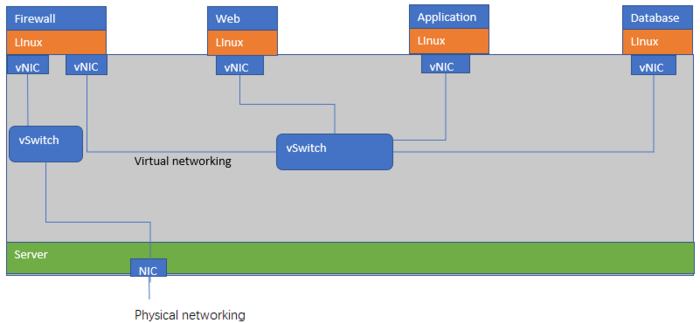 Firewall
Web
Application
Database
LInux
LInux
LInux
LInux
vNIC
vNIC
vNIC
vNIC
vNIC
vSwitch
vSwitch
Virtual networking
Server
NIC
Physical networking